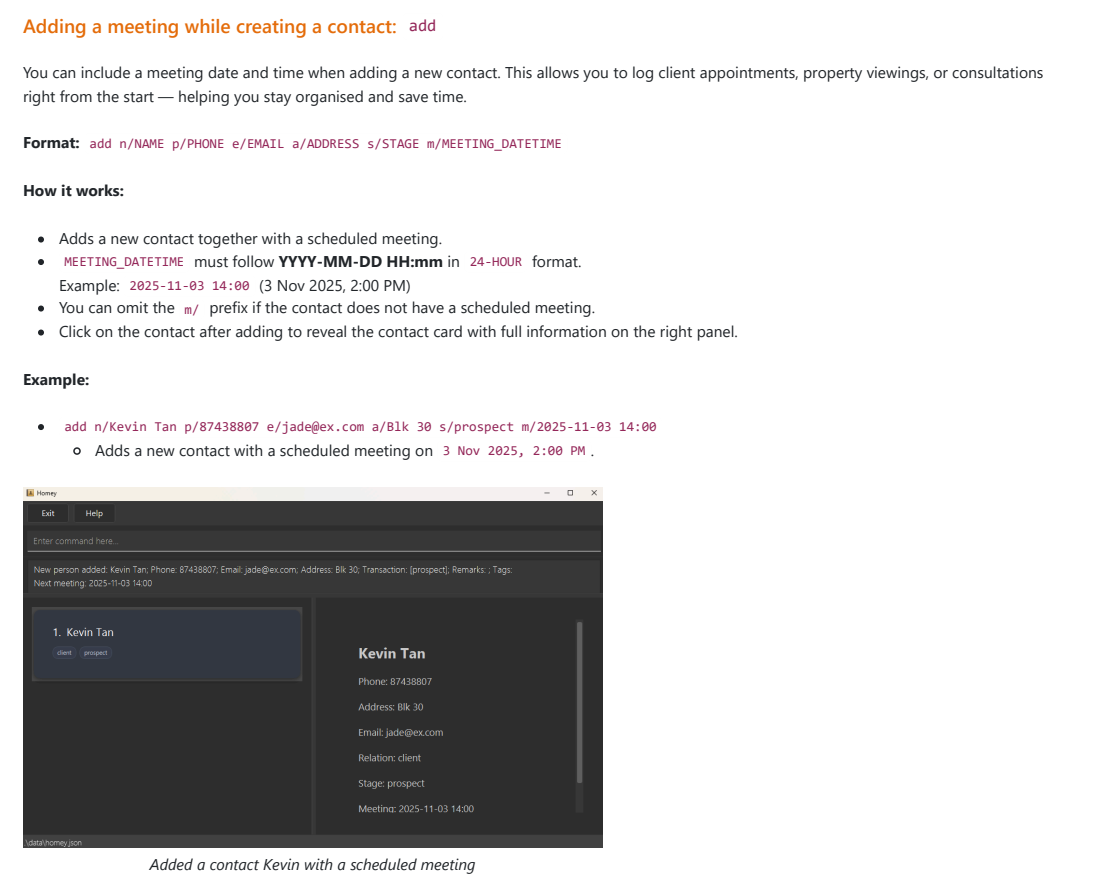 Adding a meeting while creating a contact: add
You can include a meeting date and time when adding a new contact. This allows you to log client appointments, property viewings, or consultations
right from the start — helping you stay organised and save time.
Format: add n/NAME p/PHONE e/EMAIL a/ADDRESS s/STAGE m/MEETING_DATETIME
How it works:
Adds a new contact together with a scheduled meeting.
MEETING_DATETIME must follow YYYY-MM-DD HH:mm in 24-HOUR format.
Example: 2025-11-03 14:00 (3 Nov 2025, 2:00 PM)
You can omit the m/ prefix if the contact does not have a scheduled meeting.
Click on the contact after adding to reveal the contact card with full information on the right panel.
Example:
add n/Kevin Tan p/87438807 e/jade@ex.com a/Blk 30 s/prospect m/2025-11-03 14:00
Adds a new contact with a scheduled meeting on 3 Nov 2025, 2:00 PM.
Homey
Exit Help
Enter command here...
New person added: Kevin Tan; Phone: 87438807; Email: jade@ex.com; Address: Blk 30; Transaction: [prospect]; Remarks: ; Tags:
Next meeting: 2025-11-03 14:00
1. Kevin Tan
client prospect
Kevin Tan
Phone: 87438807
Address: Blk 30
Email: jade@ex.com
Relation: client
Stage: prospect
Meeting: 2025-11-03 14:00
.\data\homey.json
Added a contact Kevin with a scheduled meeting